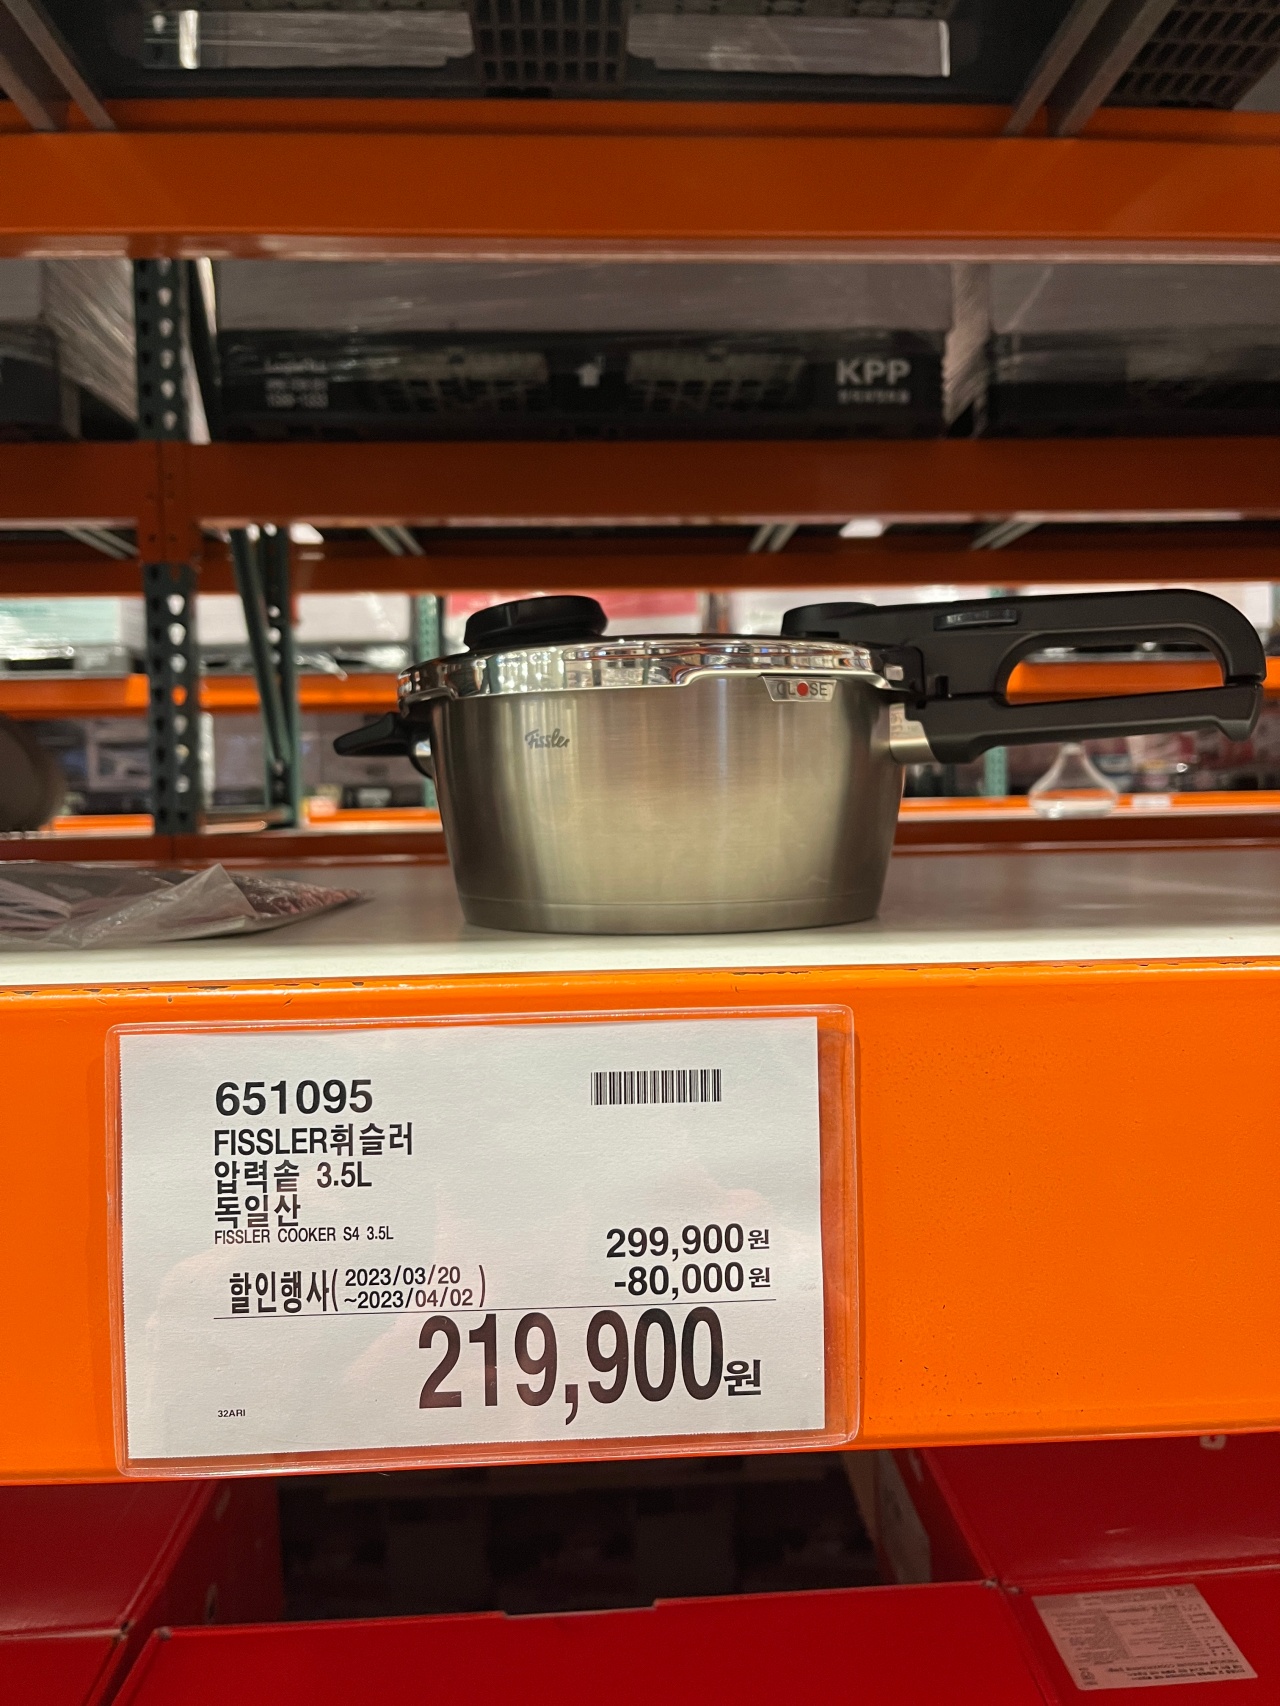 KPP
CLOSE
Fissler
651095
FISSLER휘슬러
압력솥 3.5L
독일산
FISSLER COOKER S4 3.5L
299,900원
할인행사( 2023/03/20 ~2023/04/02 )
-80,000원
219,900원
32ARI